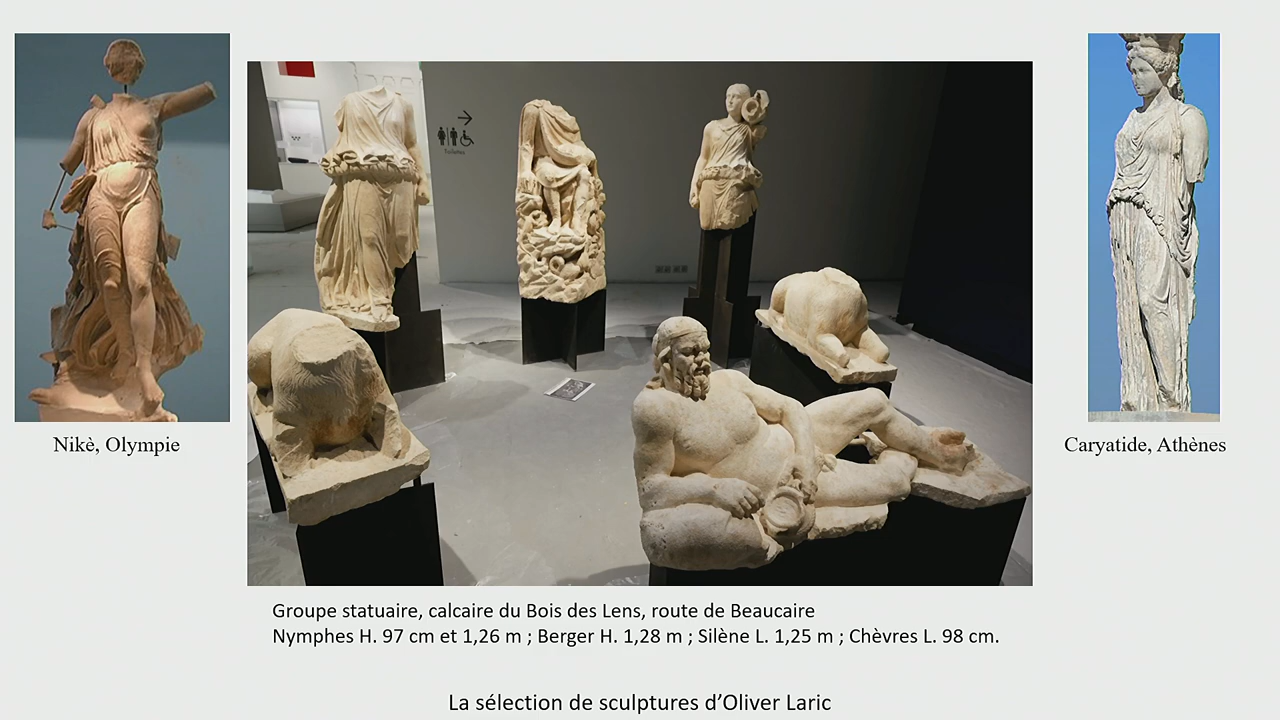 Toilettes
Nikè, Olympie
Caryatide, Athènes
Groupe statuaire, calcaire du Bois des Lens, route de Beaucaire
Nymphes H. 97 cm et 1,26 m ; Berger H. 1,28 m ; Silène L. 1,25 m ; Chèvres L. 98 cm.
La sélection de sculptures d’Oliver Laric